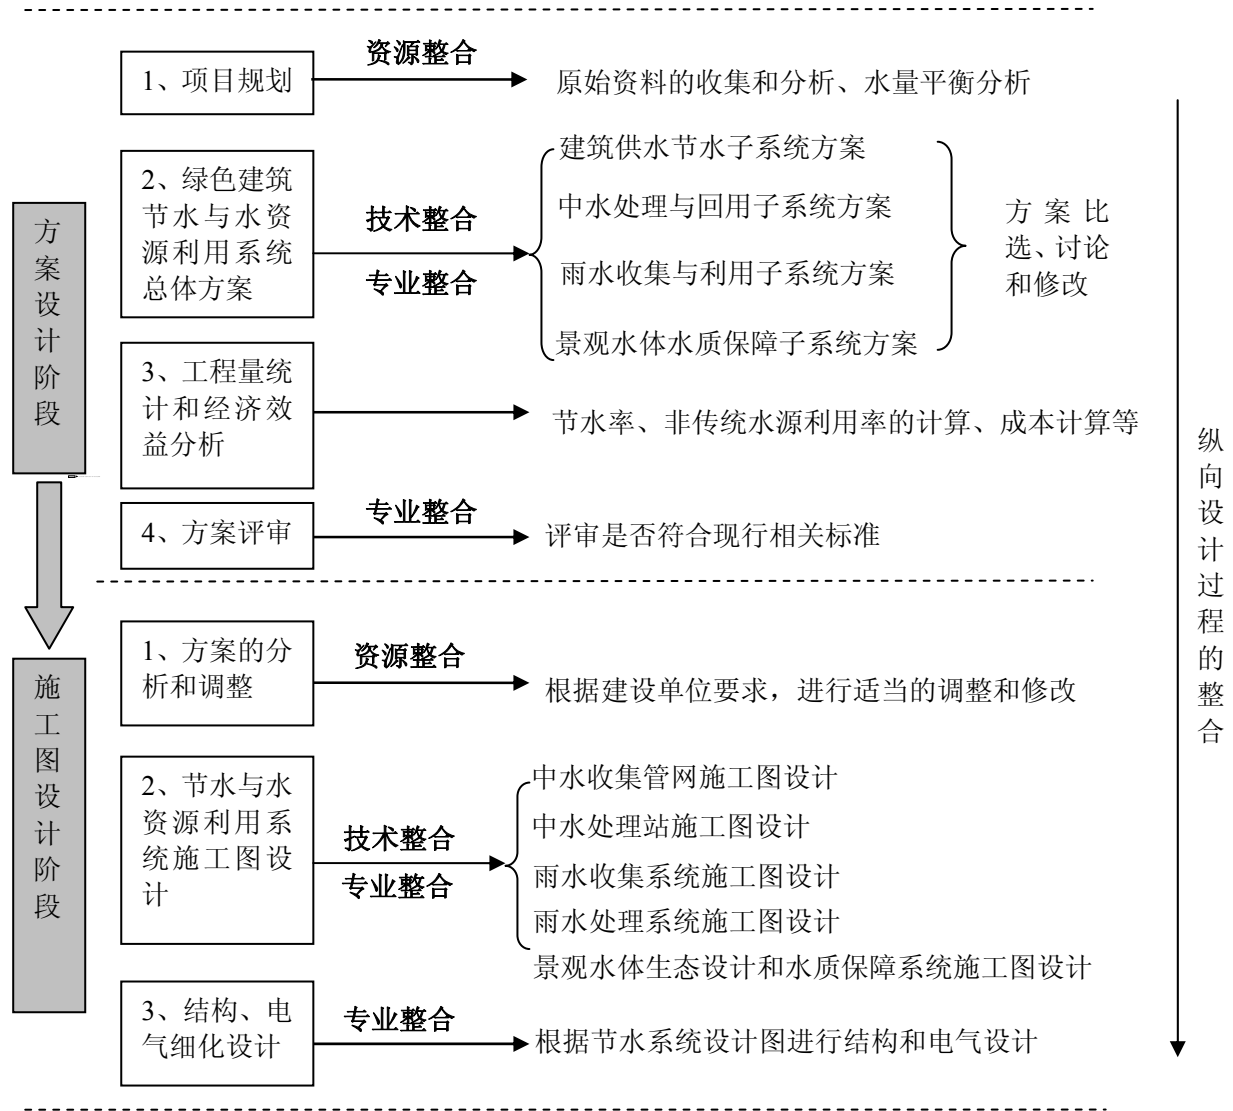 方案设计阶段
1、项目规划
资源整合
原始资料的收集和分析、水量平衡分析
2、绿色建筑
节水与水资
源利用系统
总体方案
技术整合
专业整合
建筑供水节水子系统方案
中水处理与回用子系统方案
雨水收集与利用子系统方案
景观水体水质保障子系统方案
方案比
选、讨论
和修改
3、工程量统
计和经济效
益分析
节水率、非传统水源利用率的计算、成本计算等
4、方案评审
专业整合
评审是否符合现行相关标准
施工图设计阶段
1、方案的分
析和调整
资源整合
根据建设单位要求，进行适当的调整和修改
2、节水与水
资源利用系
统施工图设
计
技术整合
专业整合
中水收集管网施工图设计
中水处理站施工图设计
雨水收集系统施工图设计
雨水处理系统施工图设计
景观水体生态设计和水质保障系统施工图设计
3、结构、电
气细化设计
专业整合
根据节水系统设计图进行结构和电气设计
纵向设计过程的整合